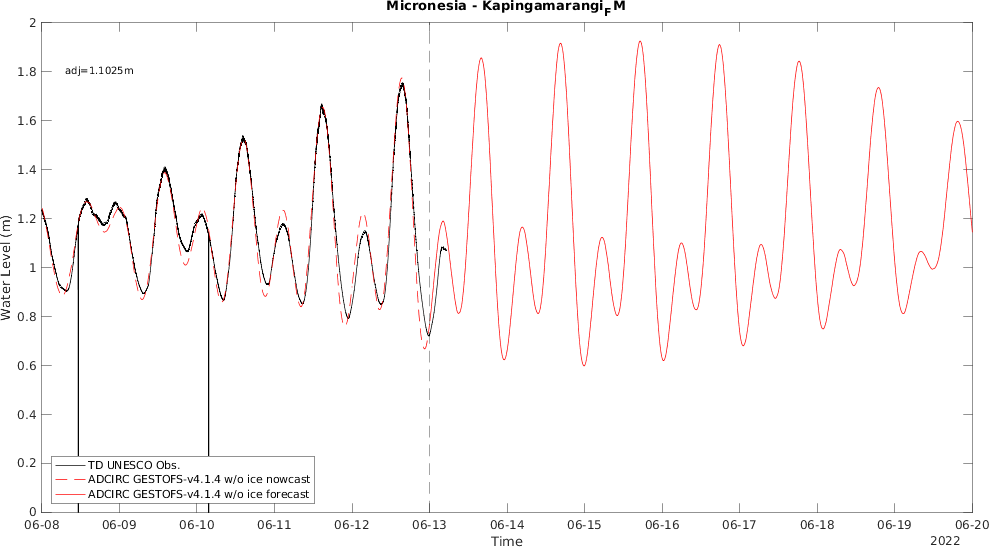 Micronesia - Kapingamarangi_FM
adj=1.1025m
Water Level (m)
2
1.8
1.6
1.4
1.2
1
0.8
0.6
0.4
0.2
0
TD UNESCO Obs.
ADCIRC GESTOFS-v4.1.4 w/o ice nowcast
ADCIRC GESTOFS-v4.1.4 w/o ice forecast
06-08 06-09 06-10 06-11 06-12 06-13 06-14 06-15 06-16 06-17 06-18 06-19 06-20
Time
2022